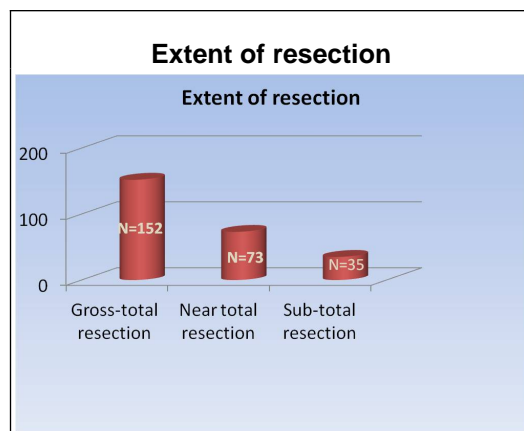 Extent of resection
Extent of resection
200
100
0
N=152
N=73
N=35
Gross-total
resection
Near total
resection
Sub-total
resection